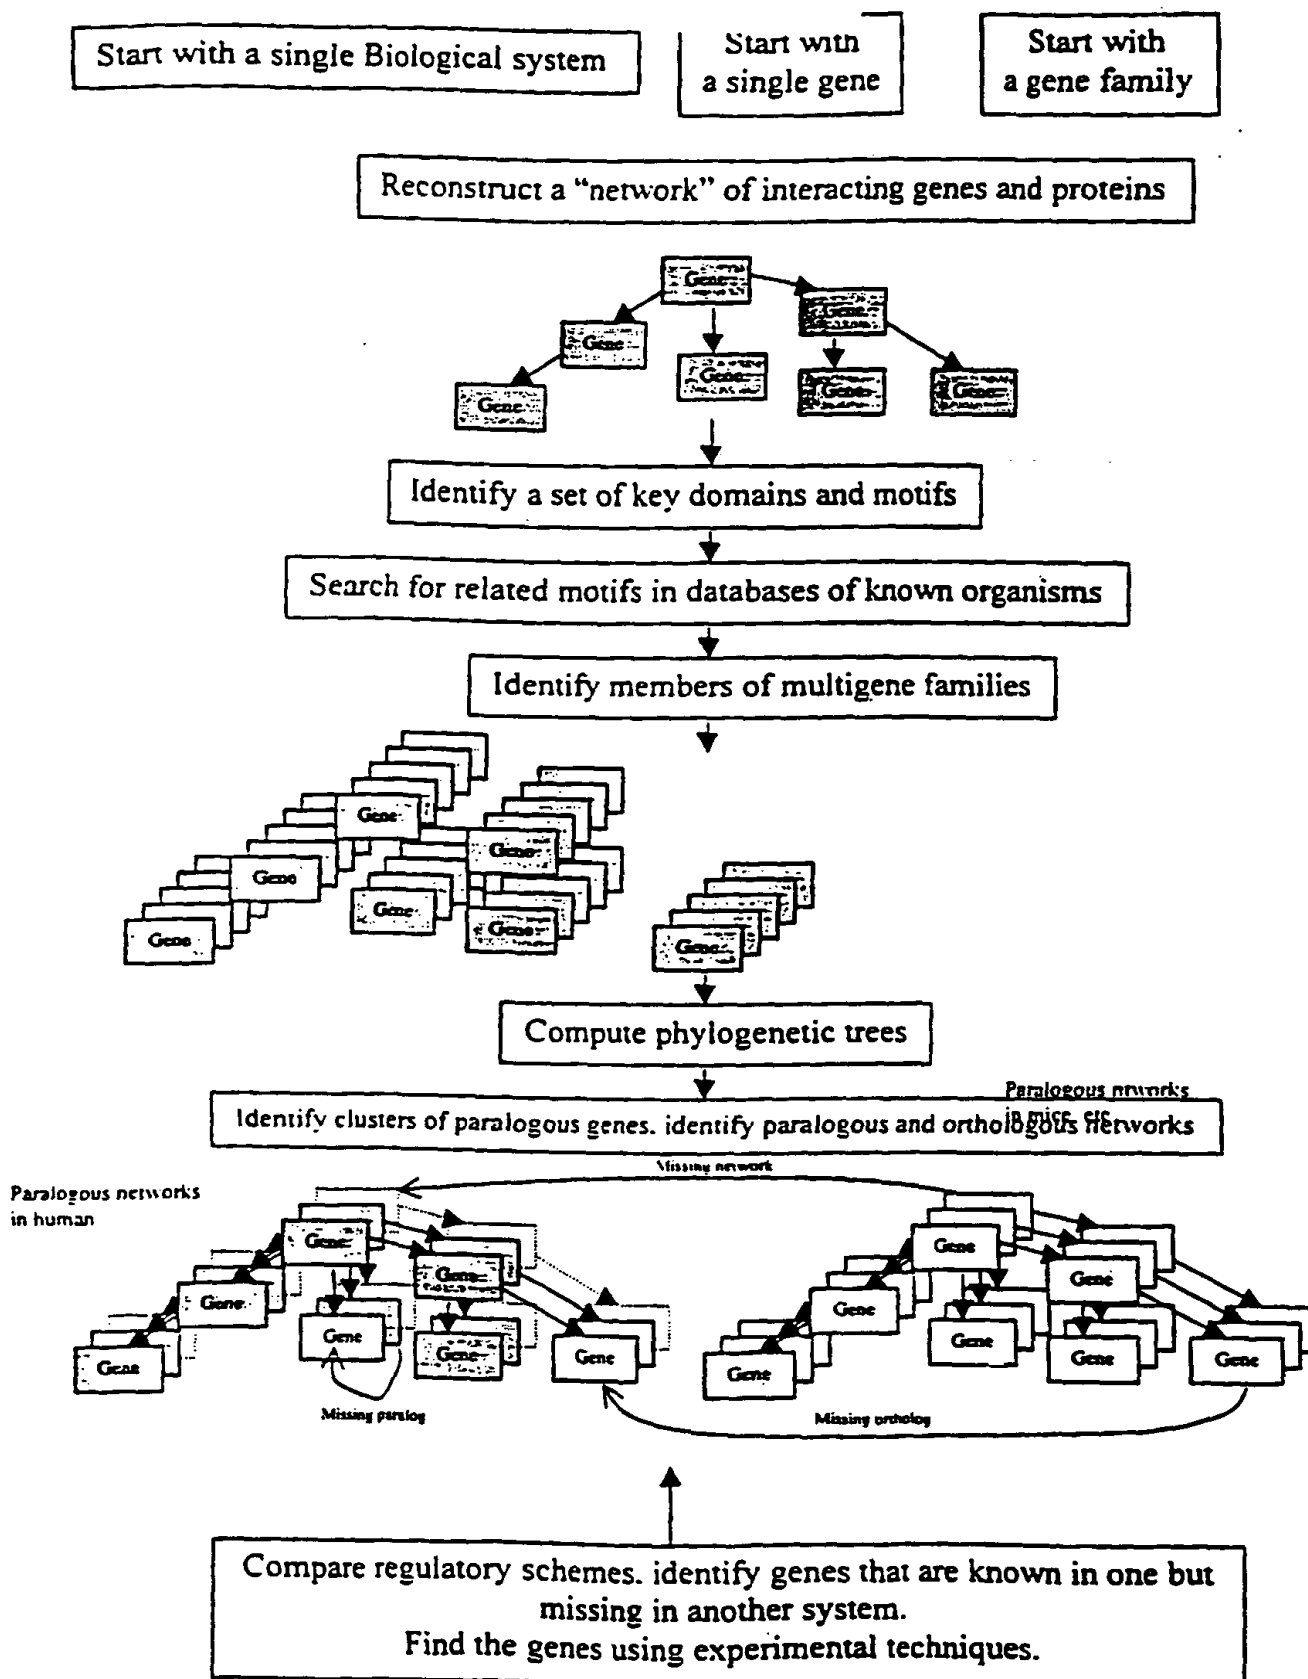 Start with a single Biological system
Start with
a single gene
Start with
a gene family
Reconstruct a “network” of interacting genes and proteins
Gene
Gene
Gene
Gene
Gene
Gene
Gene
Identify a set of key domains and motifs
Search for related motifs in databases of known organisms
Identify members of multigene families
Gene
Gene
Gene
Gene
Gene
Gene
Gene
Compute phylogenetic trees
Paralogous networks
in mice, etc
Identify clusters of paralogous genes. identify paralogous and orthologous networks
Missing network
Paralogous networks
in human
Gene
Gene
Gene
Gene
Gene
Gene
Gene
Gene
Gene
Gene
Gene
Gene
Gene
Gene
Missing paralog
Missing ortholog
Compare regulatory schemes. identify genes that are known in one but
missing in another system.
Find the genes using experimental techniques.